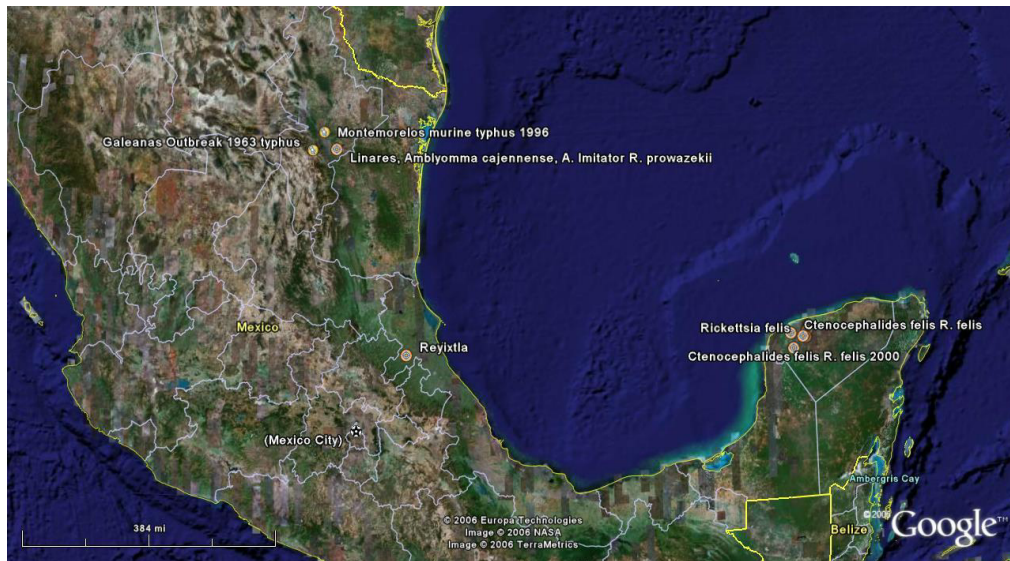 Montemorelos murine typhus 1996
Galeanas Outbreak 1963 typhus
Linares, Amblyomma cajennense, A. Imitator R. prowazekii
Mexico
Rickettsia felis
Ctenocephalides felis R. felis
Reyixtla
Ctenocephalides felis R. felis 2000
(Mexico City)
Ambergris Cay
384 mi
© 2006 Europa Technologies
Image © 2006 NASA
Image © 2006 TerraMetrics
Belize
© 2006
Google™